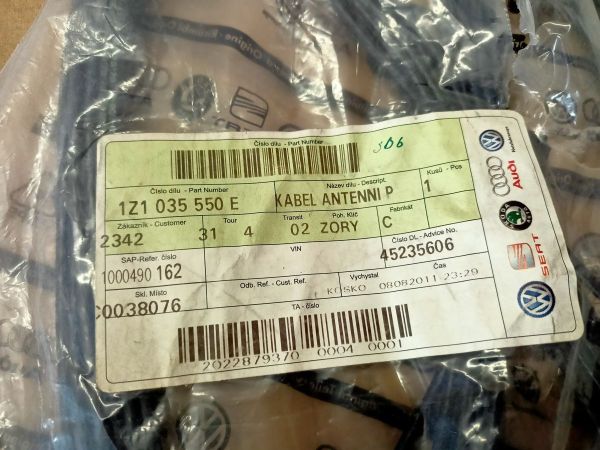 Číslo dílu - Part Number
306
Číslo dílu - Part Number
Název dílu - Descript.
Kusů - Pcs
1Z1 035 550 E
KABEL ANTENNI P
1
Zákazník - Customer
Tour
Transit
Poh. Klíč
Fabrikát
2342
31
4
02
ZORY
C
SAP-Refer. číslo
VIN
Číslo DL - Advice No.
1000490 162
45235606
Skl. Místo
Odb. Ref. - Cust. Ref.
Vychystal
Čas
C0038076
KOSKO
08082011 23:29
TA - číslo
2022879370 0004 0001
Audi
SEAT